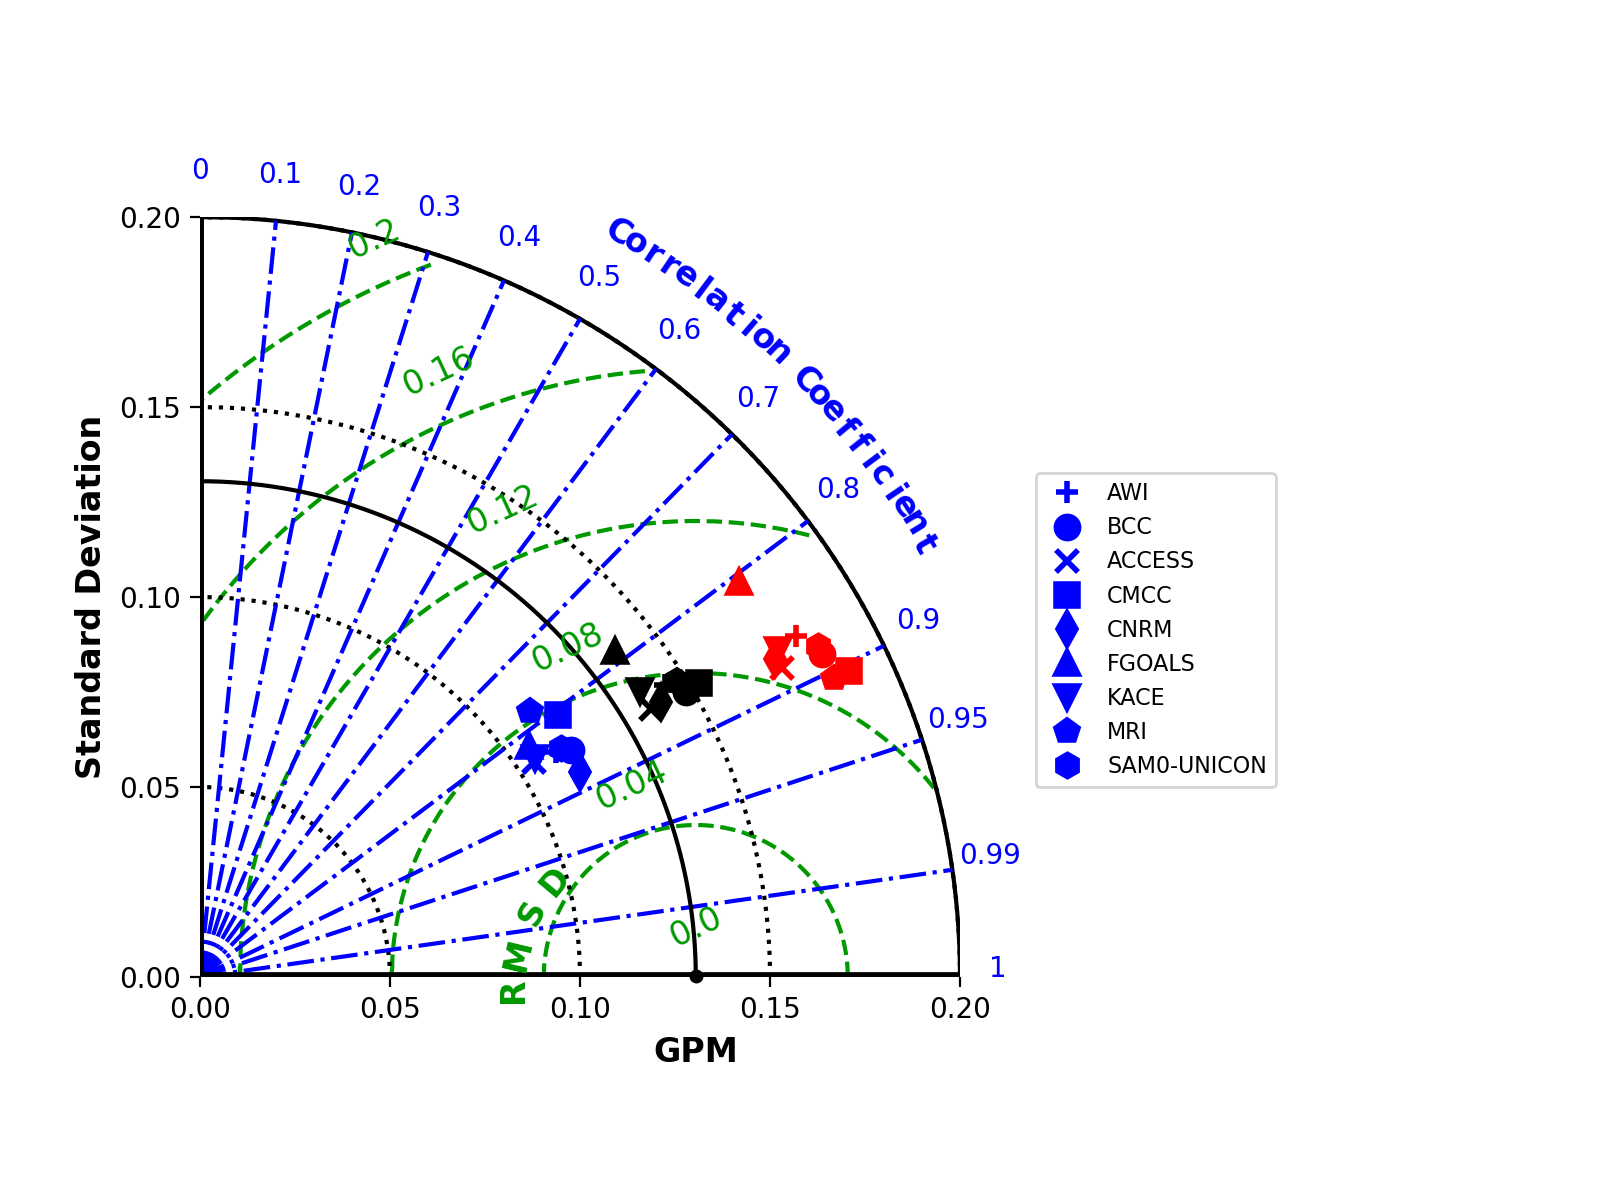 0
0.1
0.2
0.3
0.4
0.5
0.6
0.7
0.8
0.9
0.95
0.99
1
Correlation Coefficient
0.20
0.15
0.10
0.05
0.00
Standard Deviation
0.2
0.16
0.12
0.08
0.04
0.0
RMSD
0.00
0.05
0.10
0.15
0.20
GPM
AWI
BCC
ACCESS
CMCC
CNRM
FGOALS
KACE
MRI
SAM0-UNICON